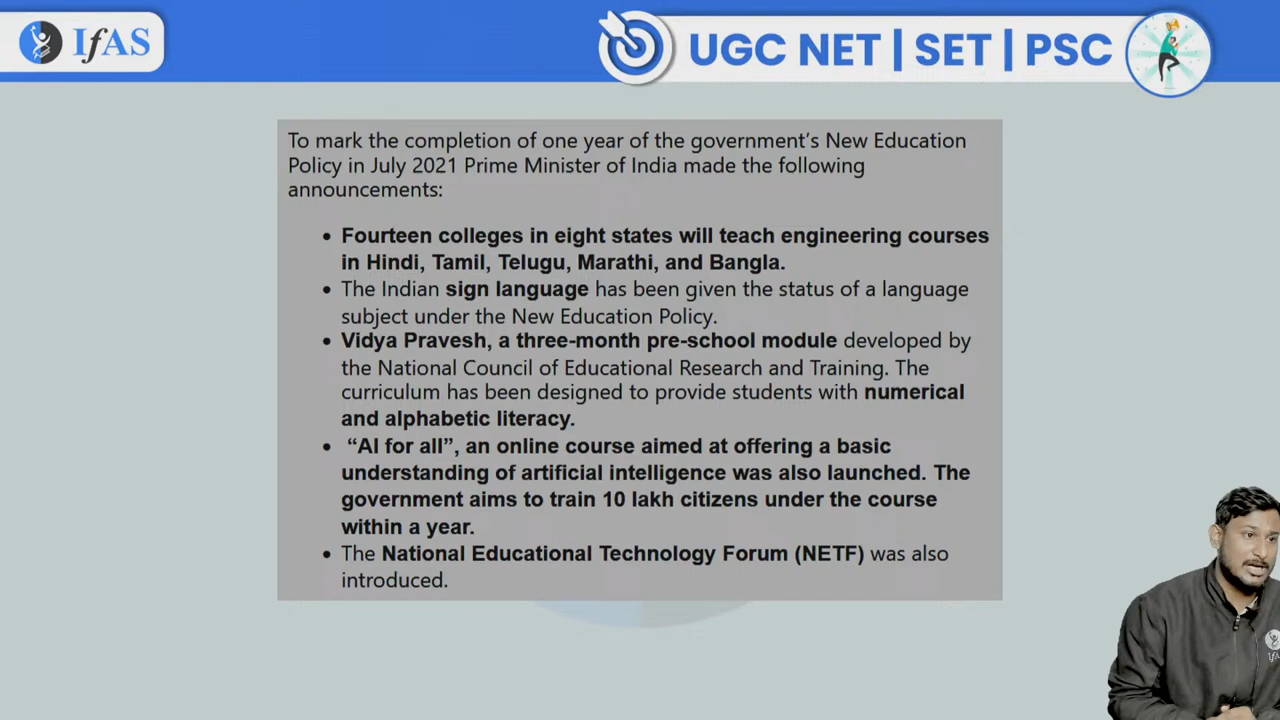 IfAS
UGC NET | SET | PSC
To mark the completion of one year of the government's New Education
Policy in July 2021 Prime Minister of India made the following
announcements:
• Fourteen colleges in eight states will teach engineering courses
in Hindi, Tamil, Telugu, Marathi, and Bangla.
• The Indian sign language has been given the status of a language
subject under the New Education Policy.
• Vidya Pravesh, a three-month pre-school module developed by
the National Council of Educational Research and Training. The
curriculum has been designed to provide students with numerical
and alphabetic literacy.
• “AI for all”, an online course aimed at offering a basic
understanding of artificial intelligence was also launched. The
government aims to train 10 lakh citizens under the course
within a year.
• The National Educational Technology Forum (NETF) was also
introduced.